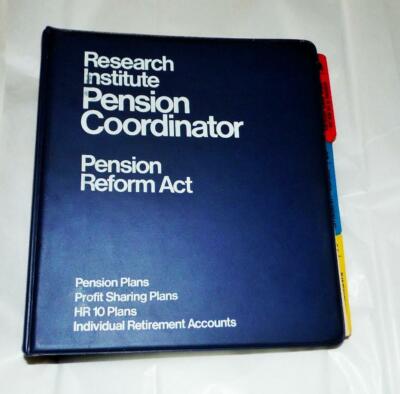 Research
Institute
Pension
Coordinator
Pension
Reform Act
Pension Plans
Profit Sharing Plans
HR 10 Plans
Individual Retirement Accounts